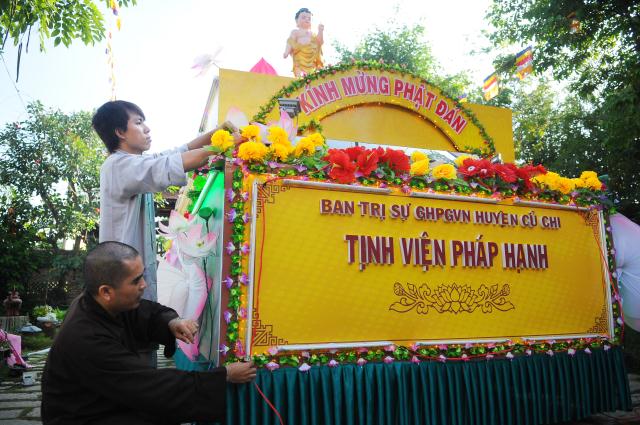 KÍNH MỪNG PHẬT ĐẢN
BAN TRỊ SỰ GHPGVN HUYỆN CỦ CHI
TỊNH VIỆN PHÁP HẠNH